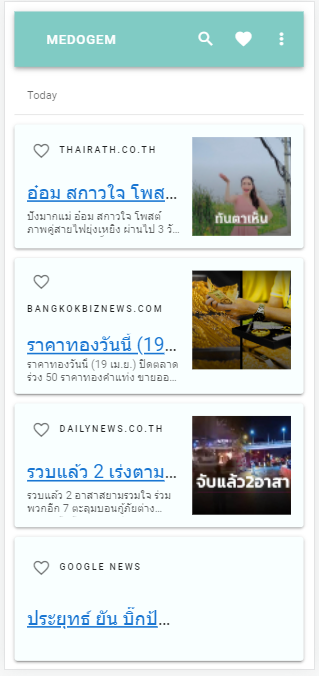 MEDOGEM
Today
THAIRATH.CO.TH
อ๋อม สกาวใจ โพส...
ปังมากแม่ อ๋อม สกาวใจ โพสต์
ภาพคู่สายไฟยุ่งเหยิง ผ่านไป 3 วั...
ทันตาเห็น
BANGKOKBIZNEWS.COM
ราคาทองวันนี้ (19...
ราคาทองวันนี้ (19 เม.ย.) ปิดตลาด
ร่วง 50 ราคาทองคำแท่ง ขายออ...
DAILYNEWS.CO.TH
รวบแล้ว 2 เร่งตาม...
รวบแล้ว 2 อาสาสยามรวมใจ ร่วม
พวกอีก 7 ตะลุมบอนกู้ภัยต่าง...
จับแล้ว2อาสา
GOOGLE NEWS
ประยุทธ์ ยัน บิ๊กป้...